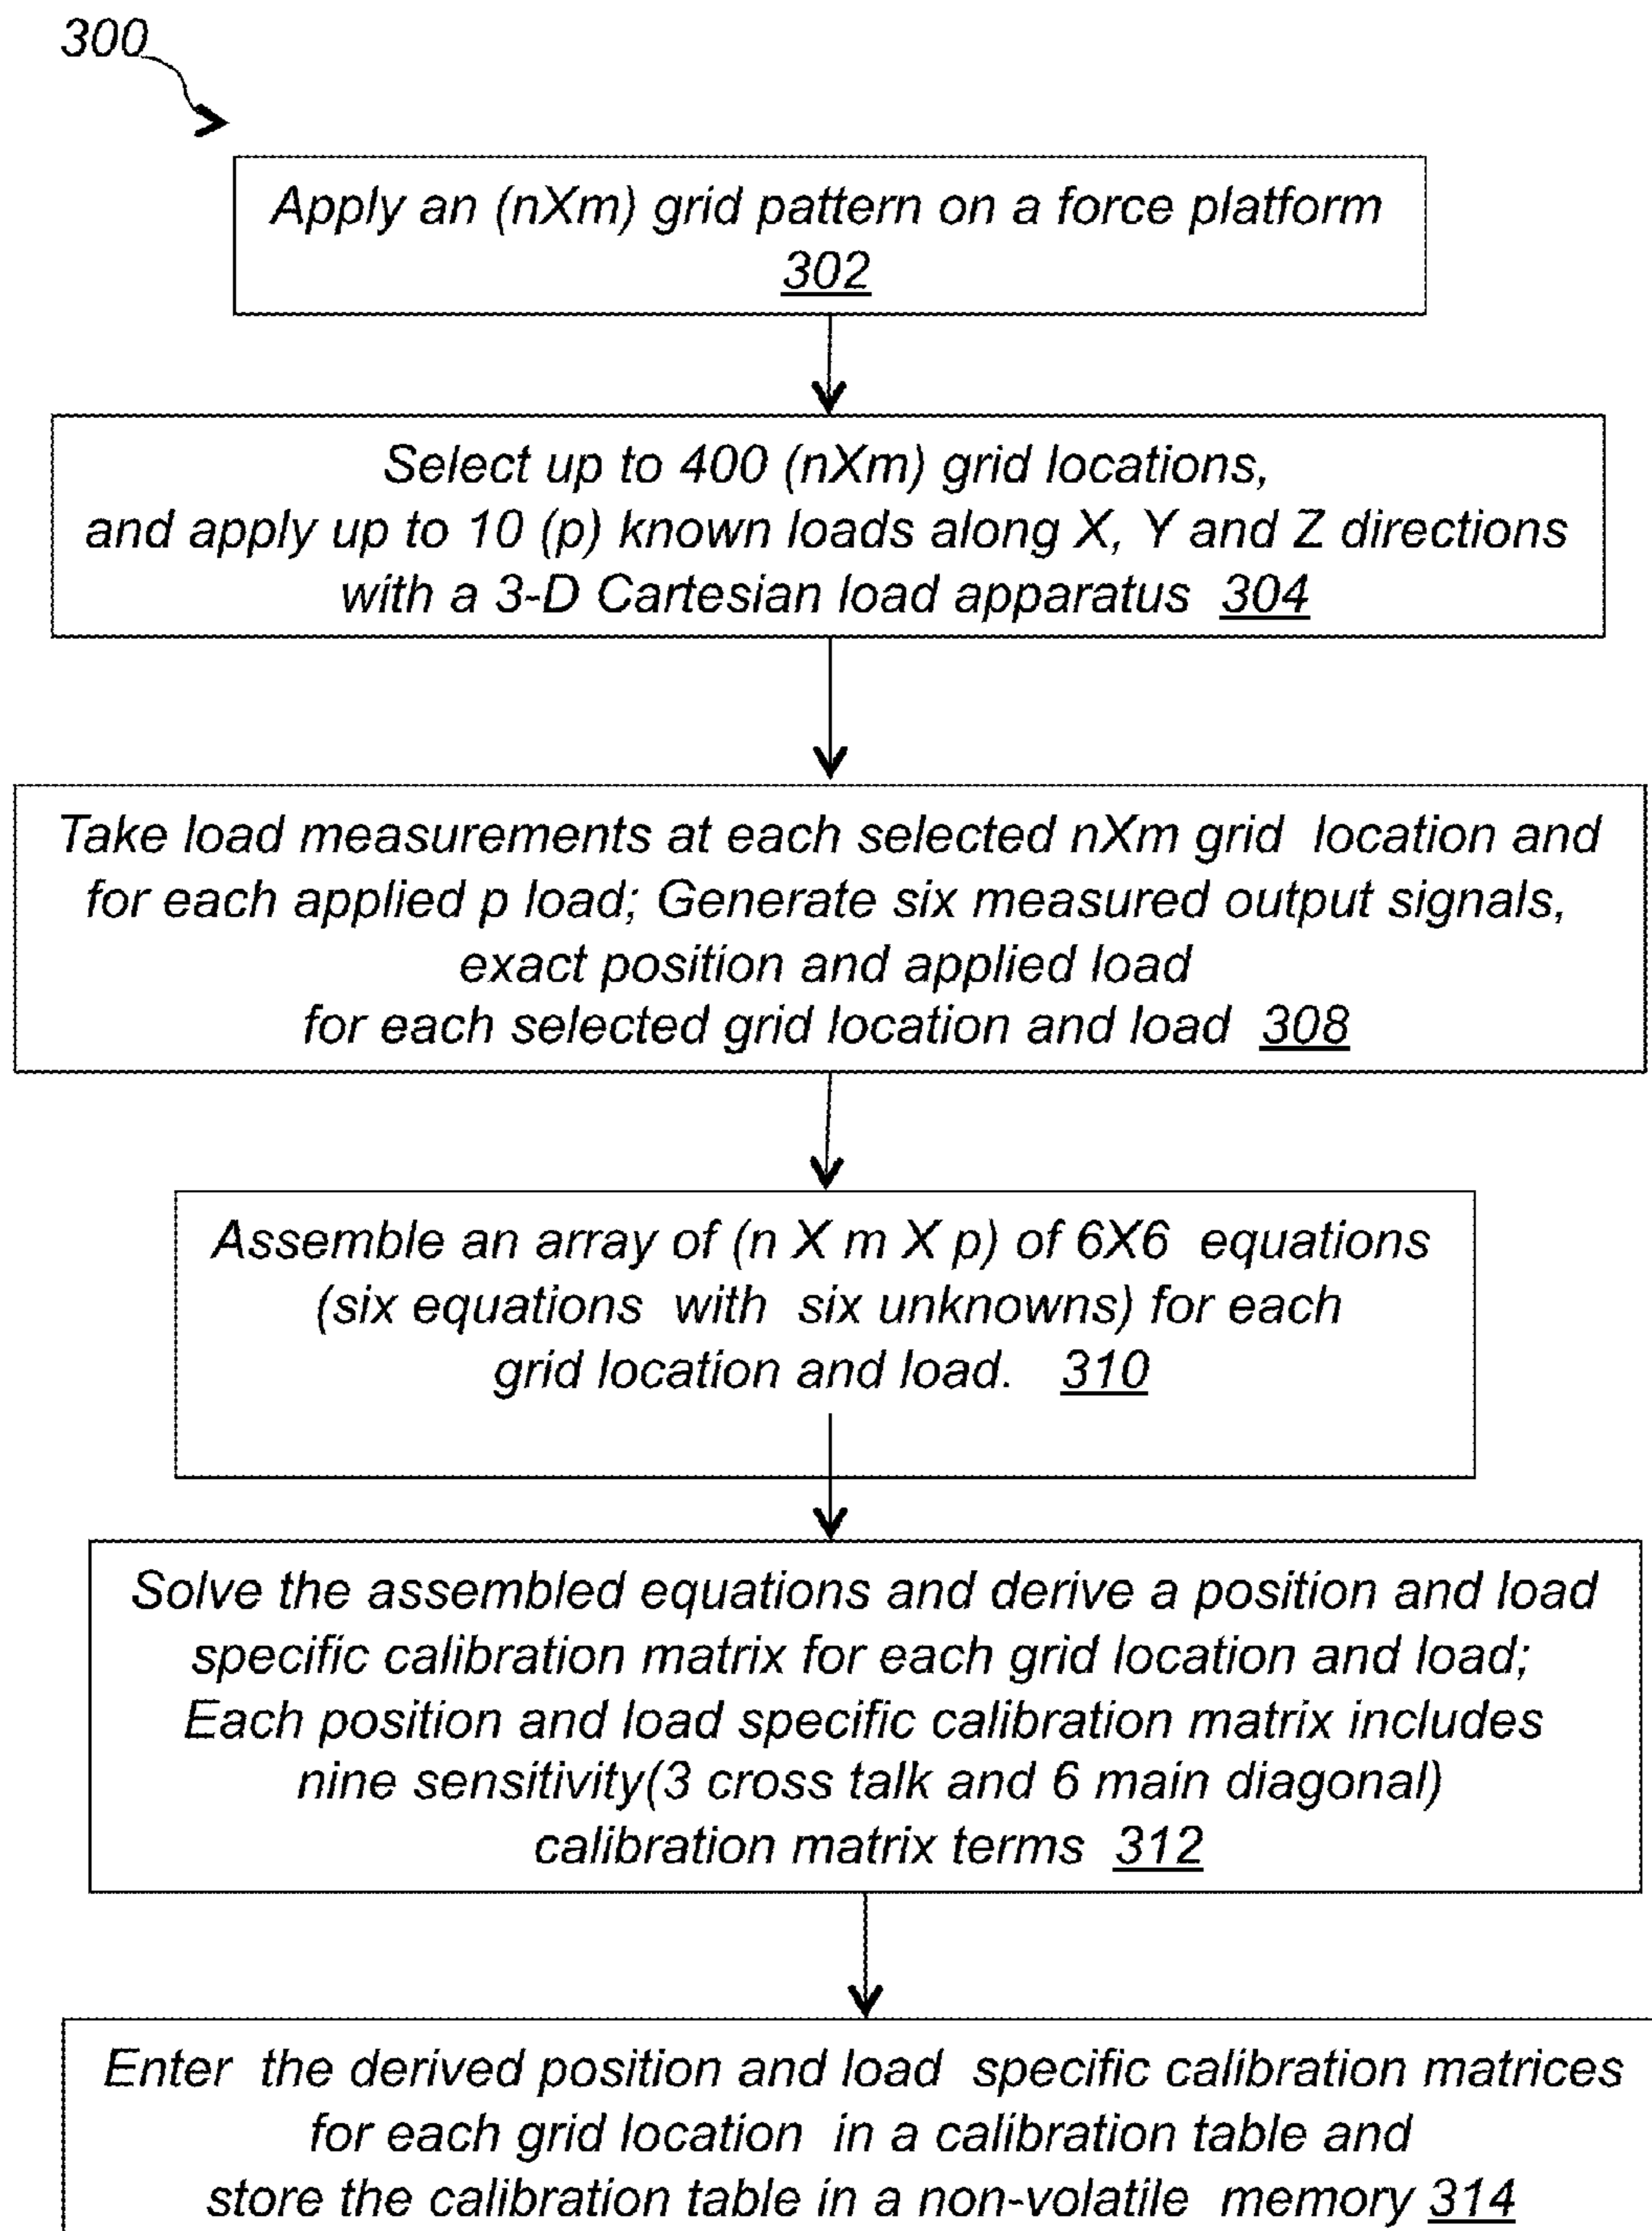 300
Apply an (nXm) grid pattern on a force platform
302
Select up to 400 (nXm) grid locations,
and apply up to 10 (p) known loads along X, Y and Z directions
with a 3-D Cartesian load apparatus 304
Take load measurements at each selected nXm grid location and
for each applied p load; Generate six measured output signals,
exact position and applied load
for each selected grid location and load 308
Assemble an array of (n X m X p) of 6X6 equations
(six equations with six unknowns) for each
grid location and load. 310
Solve the assembled equations and derive a position and load
specific calibration matrix for each grid location and load;
Each position and load specific calibration matrix includes
nine sensitivity(3 cross talk and 6 main diagonal)
calibration matrix terms 312
Enter the derived position and load specific calibration matrices
for each grid location in a calibration table and
store the calibration table in a non-volatile memory 314